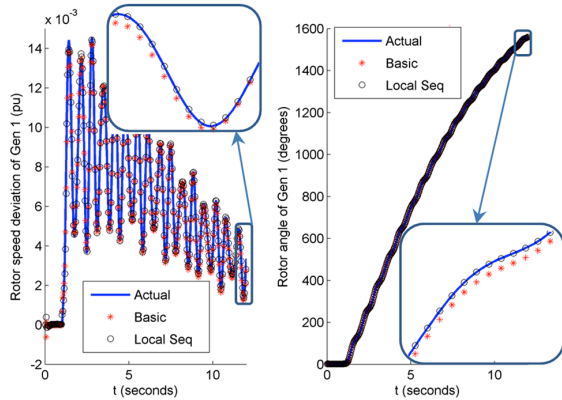 x 10⁻³
14
12
10
8
6
4
2
0
-2
Rotor speed deviation of Gen 1 (pu)
Actual
Basic
Local Seq
0
5
10
t (seconds)
1600
1400
1200
1000
800
600
400
200
0
Rotor angle of Gen 1 (degrees)
Actual
Basic
Local Seq
0
5
10
t (seconds)